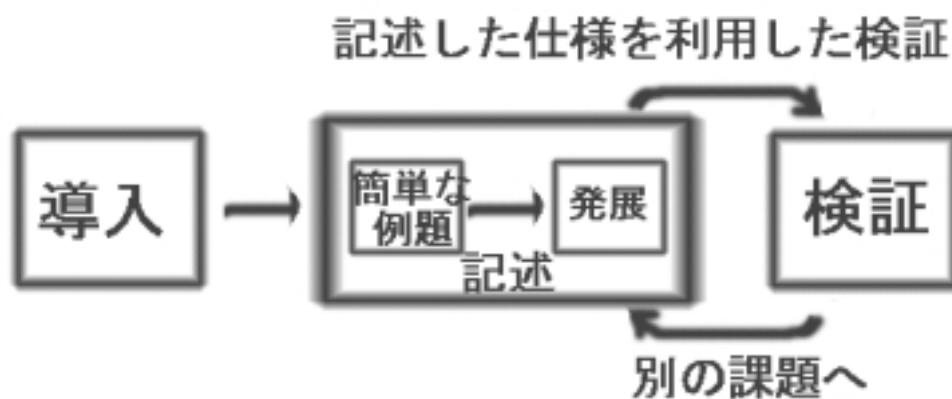 記述した仕様を利用した検証
導入
簡単な
例題
発展
記述
検証
別の課題へ